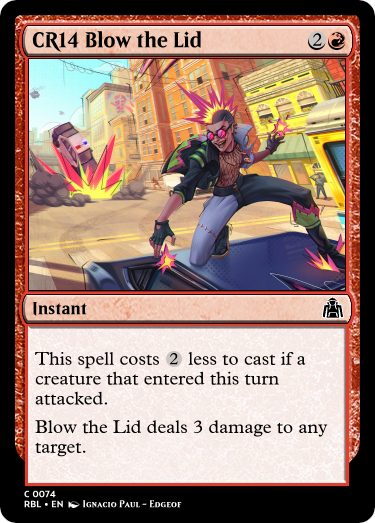 CR14 Blow the Lid 2
Instant
This spell costs 2 less to cast if a
creature that entered this turn
attacked.
Blow the Lid deals 3 damage to any
target.
C 0074
RBL • EN Ignacio Paul – Edgeof